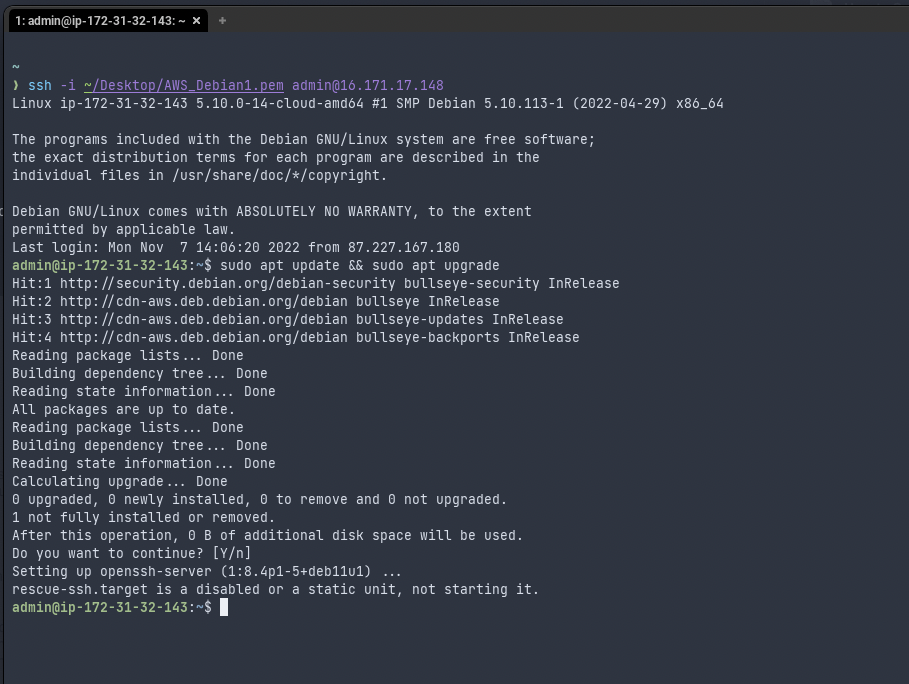 1: admin@ip-172-31-32-143: ~ × +
~
❯ ssh -i ~/Desktop/AWS_Debian1.pem admin@16.171.17.148
Linux ip-172-31-32-143 5.10.0-14-cloud-amd64 #1 SMP Debian 5.10.113-1 (2022-04-29) x86_64
The programs included with the Debian GNU/Linux system are free software;
the exact distribution terms for each program are described in the
individual files in /usr/share/doc/*/copyright.
Debian GNU/Linux comes with ABSOLUTELY NO WARRANTY, to the extent
permitted by applicable law.
Last login: Mon Nov  7 14:06:20 2022 from 87.227.167.180
admin@ip-172-31-32-143:~$ sudo apt update && sudo apt upgrade
Hit:1 http://security.debian.org/debian-security bullseye-security InRelease
Hit:2 http://cdn-aws.deb.debian.org/debian bullseye InRelease
Hit:3 http://cdn-aws.deb.debian.org/debian bullseye-updates InRelease
Hit:4 http://cdn-aws.deb.debian.org/debian bullseye-backports InRelease
Reading package lists... Done
Building dependency tree... Done
Reading state information... Done
All packages are up to date.
Reading package lists... Done
Building dependency tree... Done
Reading state information... Done
Calculating upgrade... Done
0 upgraded, 0 newly installed, 0 to remove and 0 not upgraded.
1 not fully installed or removed.
After this operation, 0 B of additional disk space will be used.
Do you want to continue? [Y/n]
Setting up openssh-server (1:8.4p1-5+deb11u1) ...
rescue-ssh.target is a disabled or a static unit, not starting it.
admin@ip-172-31-32-143:~$